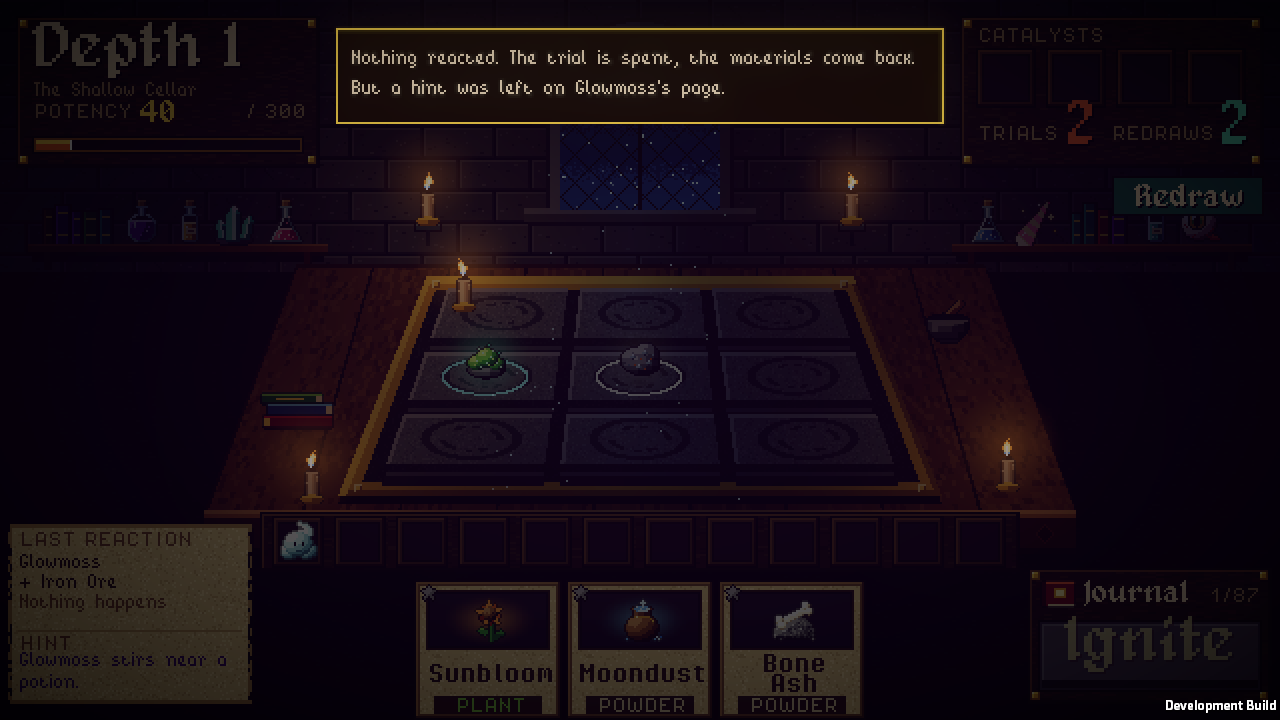 Depth 1
The Shallow Cellar
POTENCY 40 / 300
Nothing reacted. The trial is spent, the materials come back.
But a hint was left on Glowmoss's page.
CATALYSTS
TRIALS 2 REDRAWS 2
Redraw
LAST REACTION
Glowmoss
+ Iron Ore
Nothing happens
HINT
Glowmoss stirs near a
potion.
Sunbloom
PLANT
Moondust
POWDER
Bone
Ash
POWDER
Journal 1/87
Ignite
Development Build